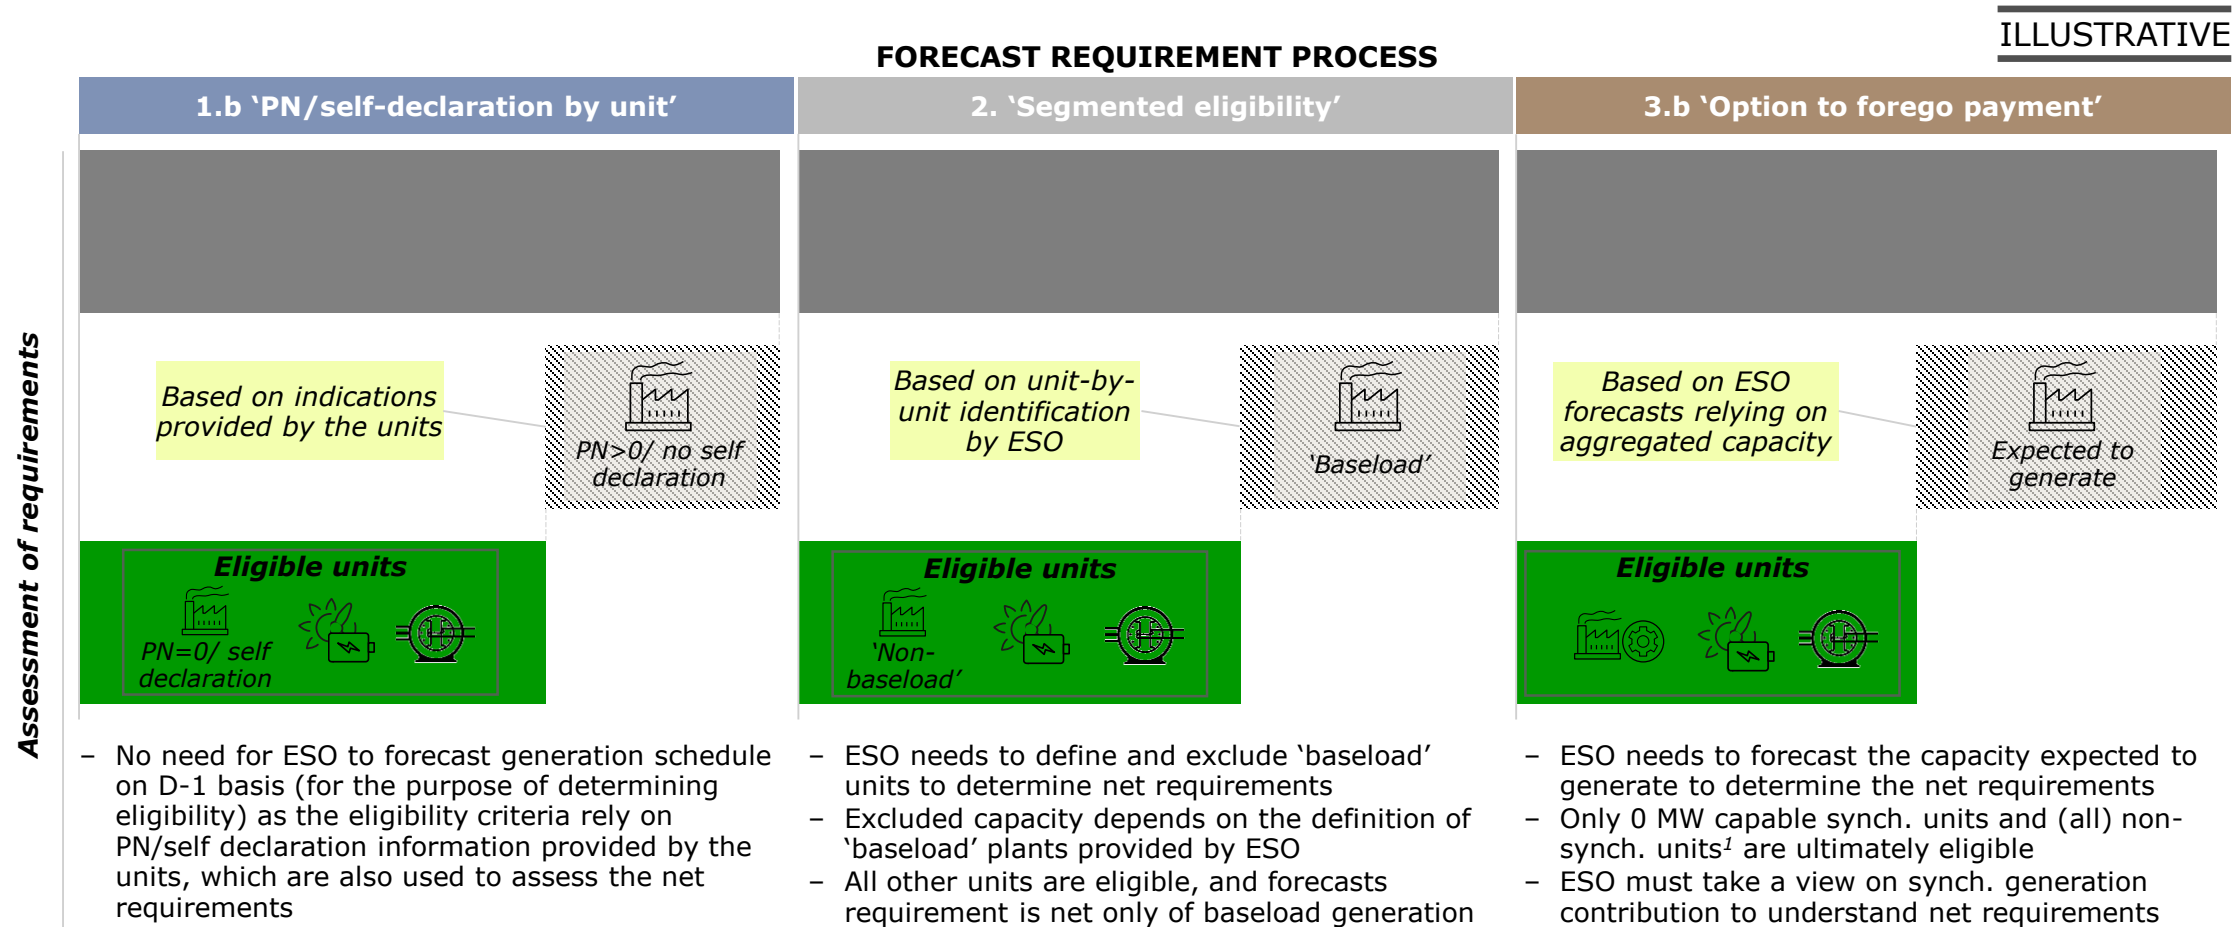 ILLUSTRATIVE
FORECAST REQUIREMENT PROCESS
1.b ‘PN/self-declaration by unit’
2. ‘Segmented eligibility’
3.b ‘Option to forego payment’
Assessment of requirements
Based on indications
provided by the units
PN>0/ no self
declaration
Based on unit-by-
unit identification
by ESO
‘Baseload’
Based on ESO
forecasts relying on
aggregated capacity
Expected to
generate
Eligible units
PN=0/ self
declaration
Eligible units
‘Non-
baseload’
Eligible units
– No need for ESO to forecast generation schedule
on D-1 basis (for the purpose of determining
eligibility) as the eligibility criteria rely on
PN/self declaration information provided by the
units, which are also used to assess the net
requirements
– ESO needs to define and exclude ‘baseload’
units to determine net requirements
– Excluded capacity depends on the definition of
‘baseload’ plants provided by ESO
– All other units are eligible, and forecasts
requirement is net only of baseload generation
– ESO needs to forecast the capacity expected to
generate to determine the net requirements
– Only 0 MW capable synch. units and (all) non-
synch. units¹ are ultimately eligible
– ESO must take a view on synch. generation
contribution to understand net requirements